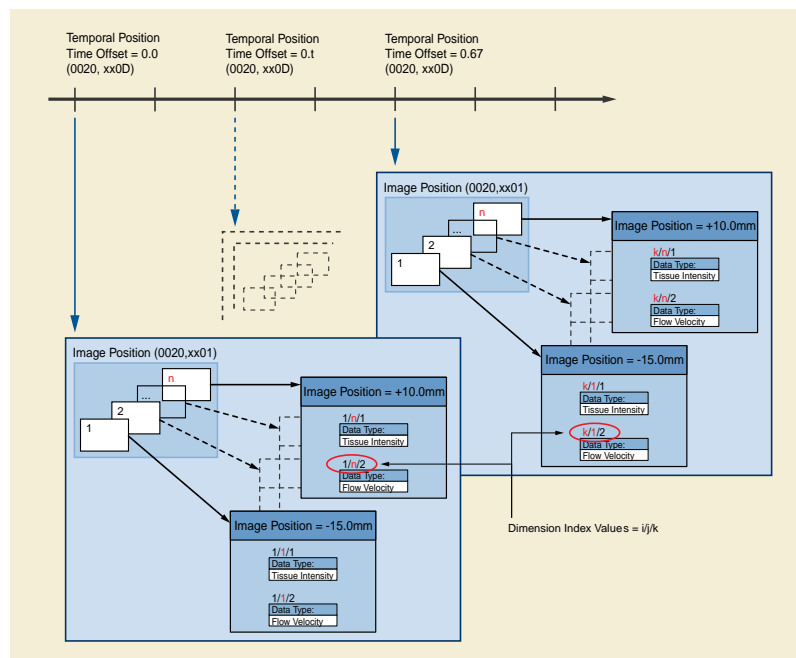 Temporal Position
Time Offset = 0.0
(0020, xx0D)
Temporal Position
Time Offset = 0.t
(0020, xx0D)
Temporal Position
Time Offset = 0.67
(0020, xx0D)
Image Position (0020,xx01)
n
...
2
1
Image Position = +10.0mm
k/n/1
Data Type:
Tissue Intensity
k/n/2
Data Type:
Flow Velocity
Image Position = -15.0mm
k/1/1
Data Type:
Tissue Intensity
k/1/2
Data Type:
Flow Velocity
Image Position (0020,xx01)
n
...
2
1
Image Position = +10.0mm
1/n/1
Data Type:
Tissue Intensity
1/n/2
Data Type:
Flow Velocity
Image Position = -15.0mm
1/1/1
Data Type:
Tissue Intensity
1/1/2
Data Type:
Flow Velocity
Dimension Index Values = i/j/k